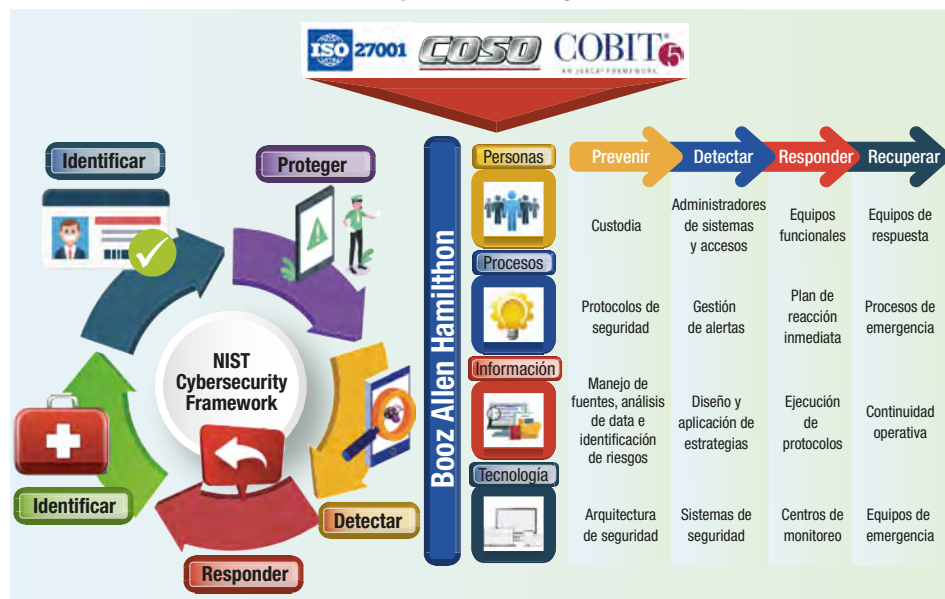 ISO 27001 COSO COBIT 5
AN ISACA® FRAMEWORK
Identificar
Proteger
NIST
Cybersecurity
Framework
Identificar
Detectar
Responder
Booz Allen Hamilthon
Personas
Procesos
Información
Tecnología
Prevenir Detectar Responder Recuperar
Custodia
Administradores
de sistemas
y accesos
Equipos
funcionales
Equipos de
respuesta
Protocolos de
seguridad
Gestión
de alertas
Plan de
reacción
inmediata
Procesos de
emergencia
Manejo de
fuentes, análisis
de data e
identificación
de riesgos
Diseño y
aplicación de
estrategias
Ejecución
de
protocolos
Continuidad
operativa
Arquitectura
de seguridad
Sistemas de
seguridad
Centros de
monitoreo
Equipos de
emergencia